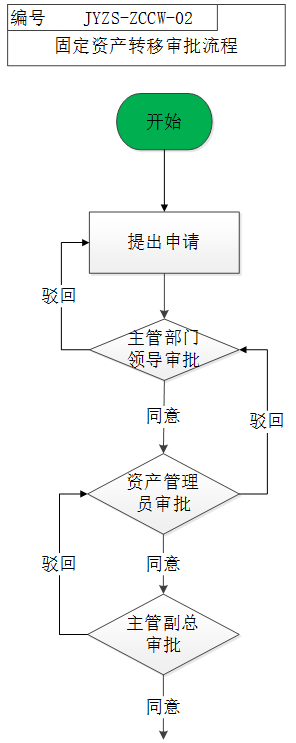 编号 JYZS-ZCCW-02
固定资产转移审批流程
开始
提出申请
驳回
主管部门
领导审批
同意
驳回
资产管理
员审批
驳回
同意
主管副总
审批
同意